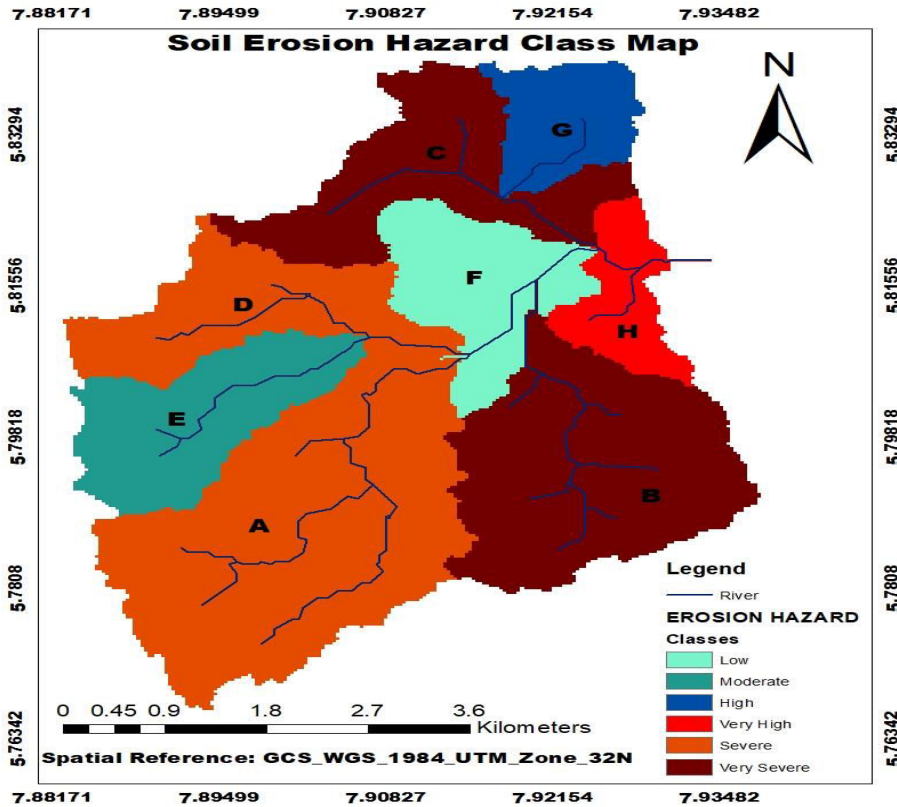 7.88171 7.89499 7.90827 7.92154 7.93482
Soil Erosion Hazard Class Map
N
5.83294 5.83294
G
C
5.81556 5.81556
F
D
H
5.79818 5.79818
E
B
A
5.7808 5.7808
Legend
River
EROSION HAZARD
Classes
Low
Moderate
High
Very High
Severe
Very Severe
0 0.45 0.9 1.8 2.7 3.6
Kilometers
5.76342 5.76342
Spatial Reference: GCS_WGS_1984_UTM_Zone_32N
7.88171 7.89499 7.90827 7.92154 7.93482